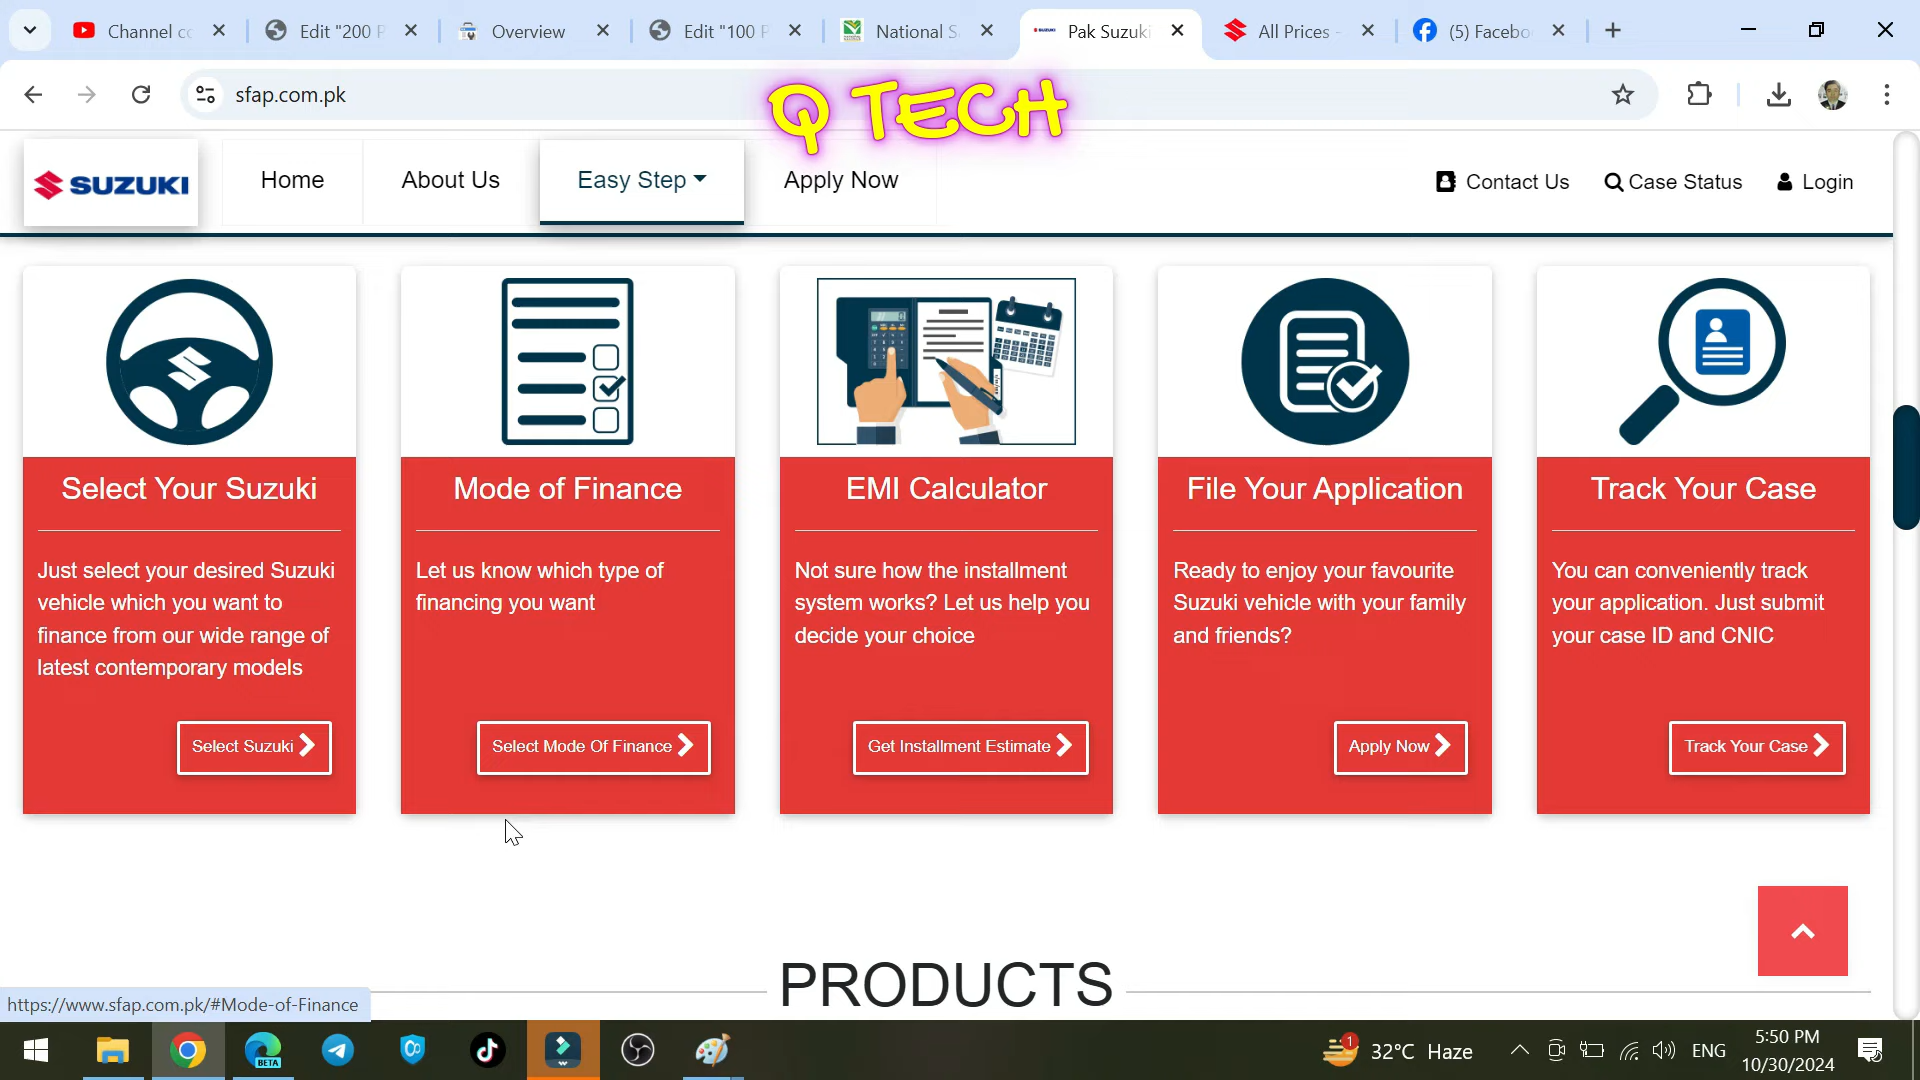 Channel co
Edit "200 P
Overview
Edit "100 P
National S
Pak Suzuki
All Prices -
(5) Facebo
sfap.com.pk
Q TECH
SUZUKI
Home
About Us
Easy Step
Apply Now
Contact Us
Case Status
Login
Select Your Suzuki
Just select your desired Suzuki
vehicle which you want to
finance from our wide range of
latest contemporary models
Select Suzuki
Mode of Finance
Let us know which type of
financing you want
Select Mode Of Finance
EMI Calculator
Not sure how the installment
system works? Let us help you
decide your choice
Get Installment Estimate
File Your Application
Ready to enjoy your favourite
Suzuki vehicle with your family
and friends?
Apply Now
Track Your Case
You can conveniently track
your application. Just submit
your case ID and CNIC
Track Your Case
PRODUCTS
https://www.sfap.com.pk/#Mode-of-Finance
BETA
1
32°C Haze
ENG
5:50 PM
10/30/2024